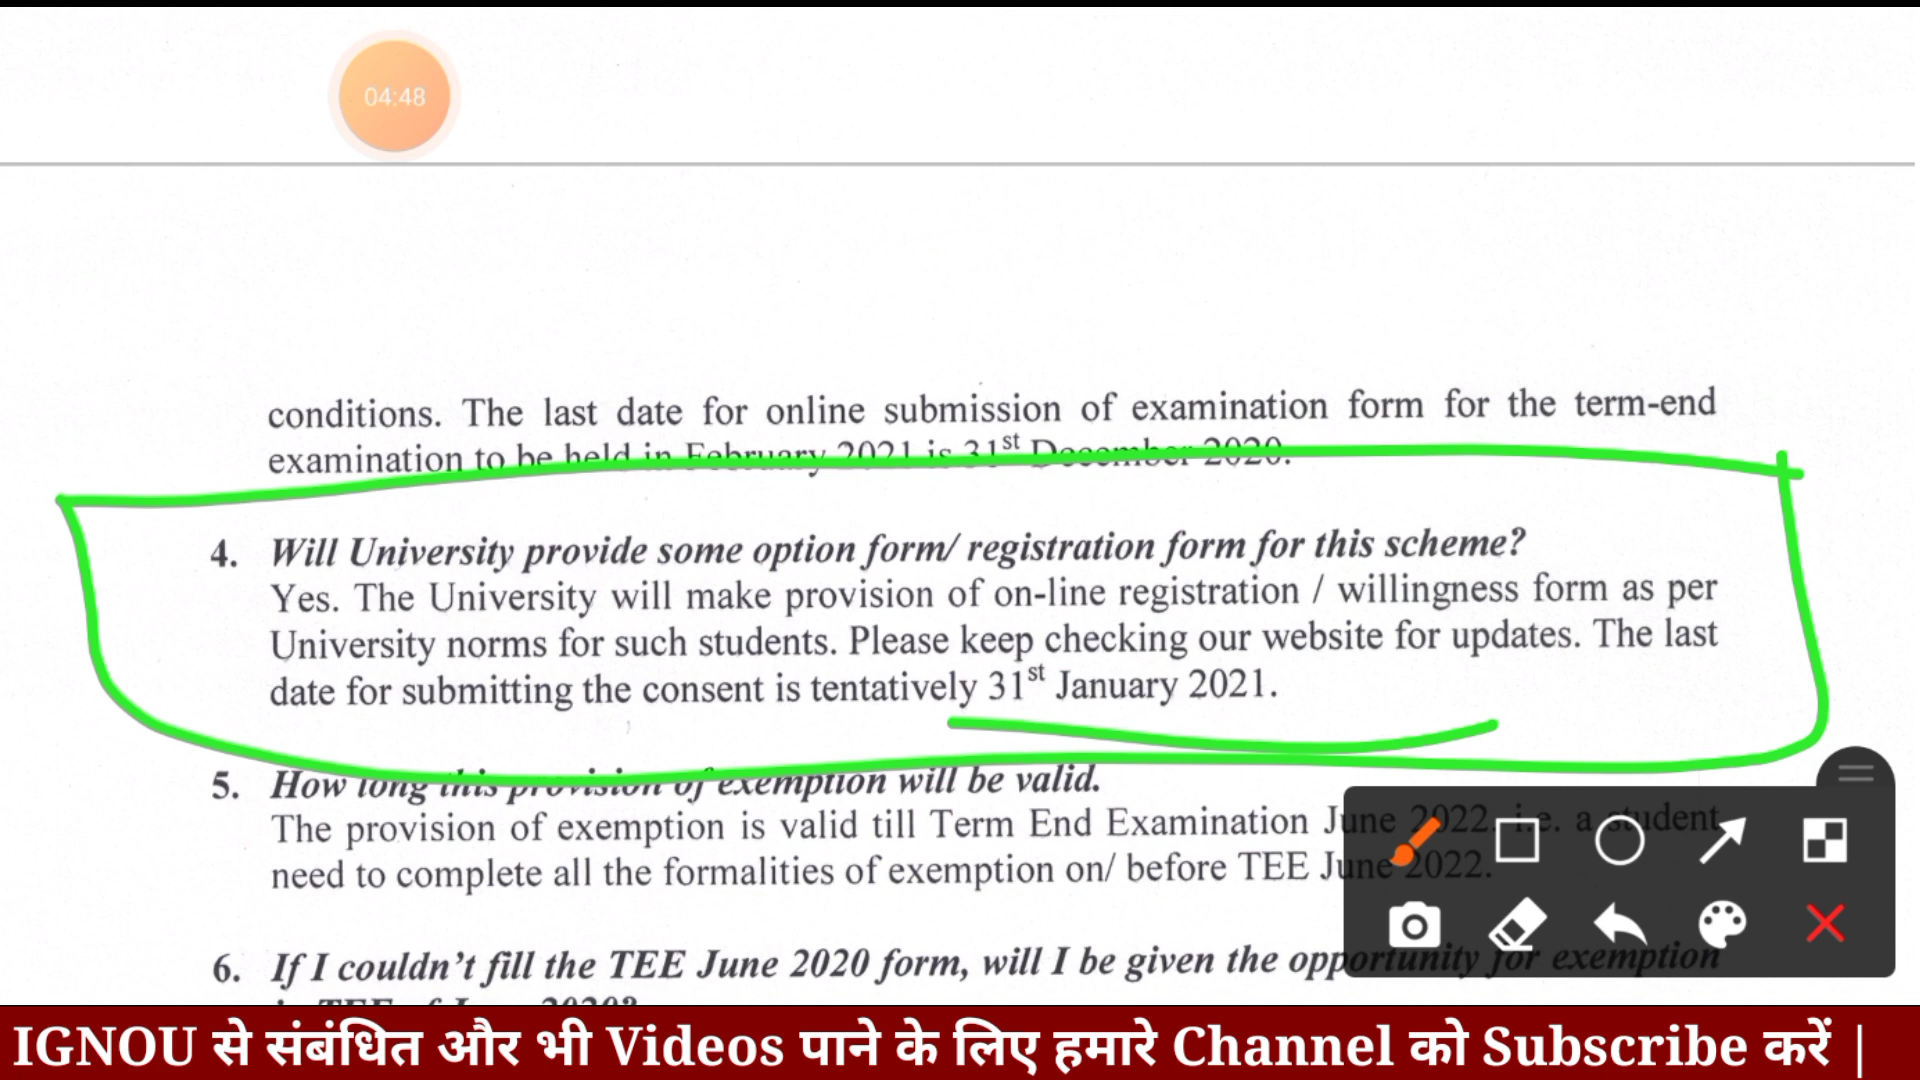 04:48
conditions. The last date for online submission of examination form for the term-end
examination to be held in February 2021 is 31st December 2020.
4. Will University provide some option form/ registration form for this scheme?
Yes. The University will make provision of on-line registration / willingness form as per
University norms for such students. Please keep checking our website for updates. The last
date for submitting the consent is tentatively 31st January 2021.
5. How long this provision of exemption will be valid.
The provision of exemption is valid till Term End Examination June 2022. i.e. a student
need to complete all the formalities of exemption on/ before TEE June 2022.
6. If I couldn't fill the TEE June 2020 form, will I be given the opportunity for exemption
in TEE of June 2020?
IGNOU से संबंधित और भी Videos पाने के लिए हमारे Channel को Subscribe करें |